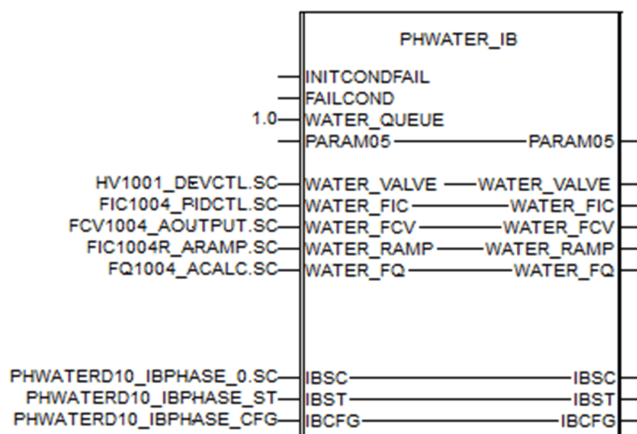 PHWATER_IB
INITCONDFAIL
FAILCOND
1.0 WATER_QUEUE
PARAM05 PARAM05
HV1001_DEVCTL.SC WATER_VALVE WATER_VALVE
FIC1004_PIDCTL.SC WATER_FIC WATER_FIC
FCV1004_AOUTPUT.SC WATER_FCV WATER_FCV
FIC1004R_ARAMP.SC WATER_RAMP WATER_RAMP
FQ1004_ACALC.SC WATER_FQ WATER_FQ
PHWATERD10_IBPHASE_0.SC IBSC IBSC
PHWATERD10_IBPHASE_ST IBST IBST
PHWATERD10_IBPHASE_CFG IBCFG IBCFG